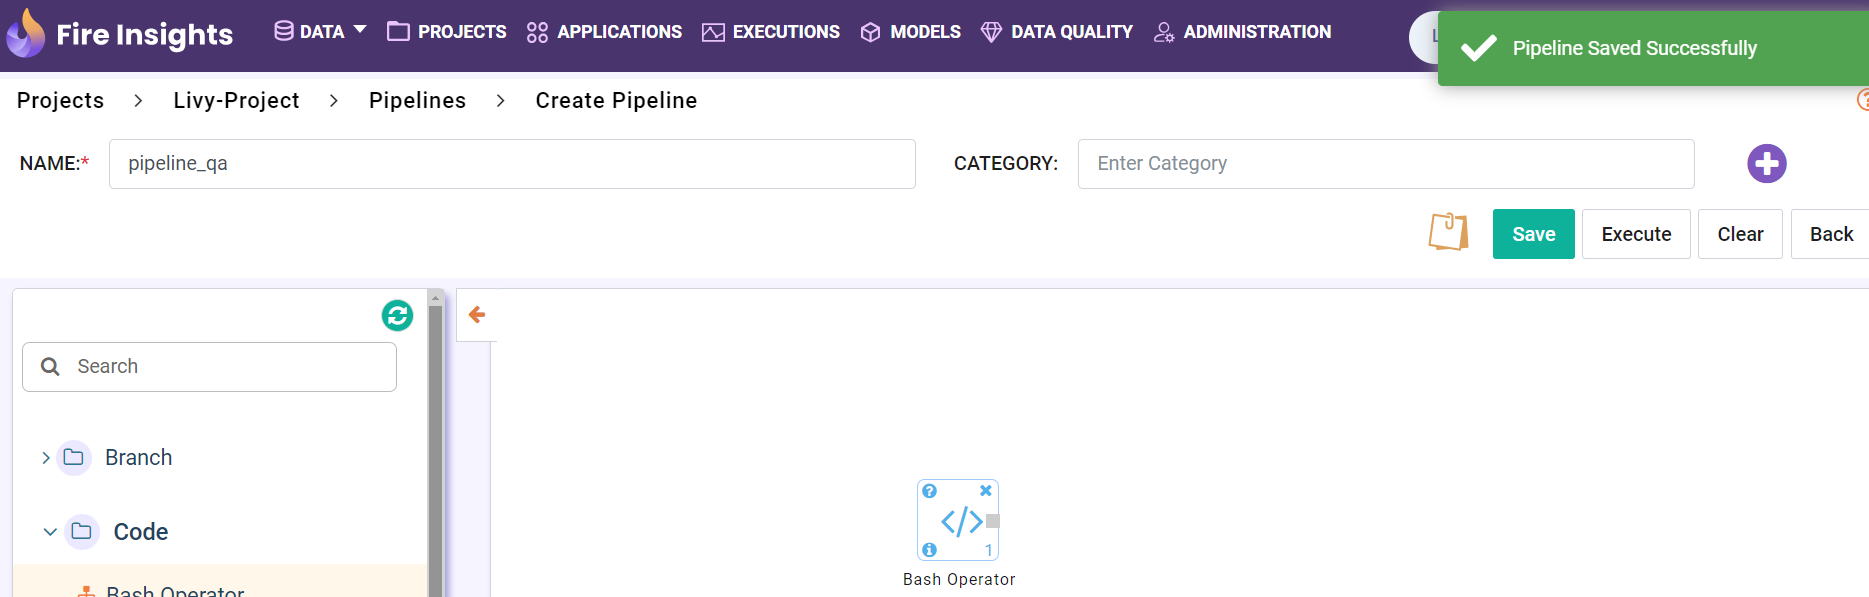 Fire Insights DATA PROJECTS APPLICATIONS EXECUTIONS MODELS DATA QUALITY ADMINISTRATION
Pipeline Saved Successfully
Projects > Livy-Project > Pipelines > Create Pipeline
NAME:* pipeline_qa CATEGORY: Enter Category
Save Execute Clear Back
Search
Branch
Code
Bash Operator
1
Bash Operator